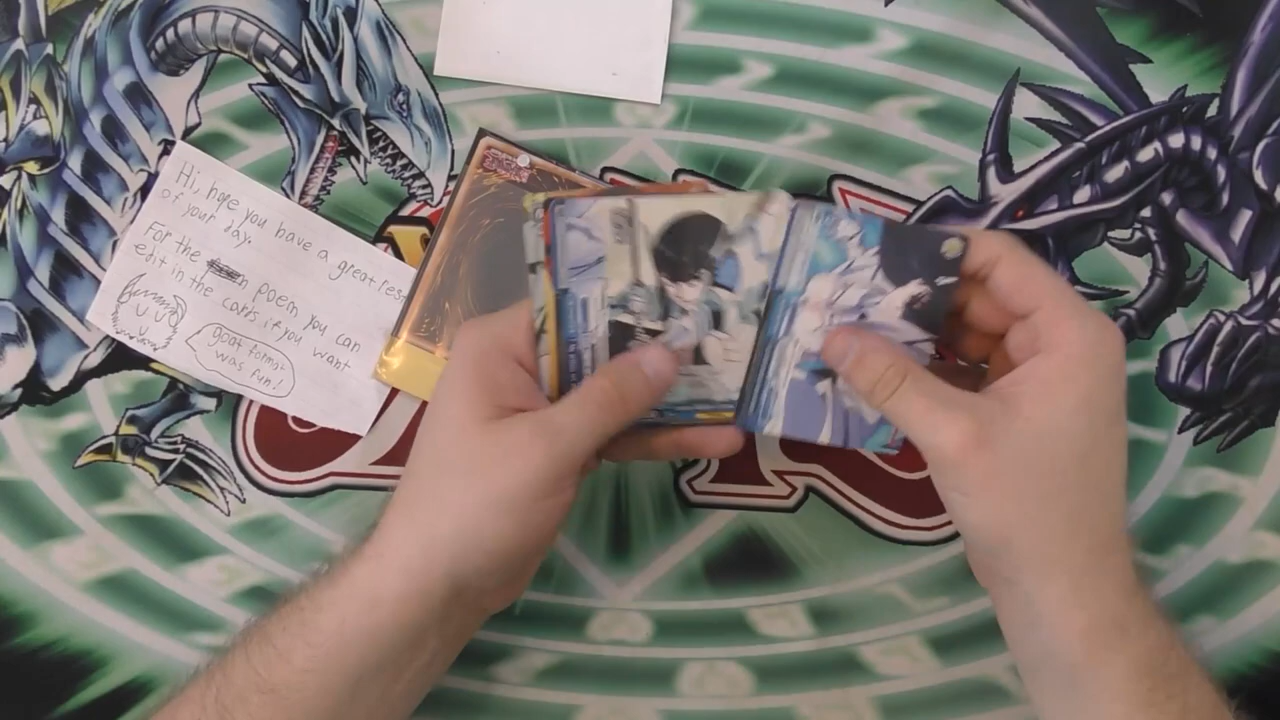 Hi, hope you have a great rest
of your day.
For the poem you can
edit in the cards if you want
goat format
was fun!